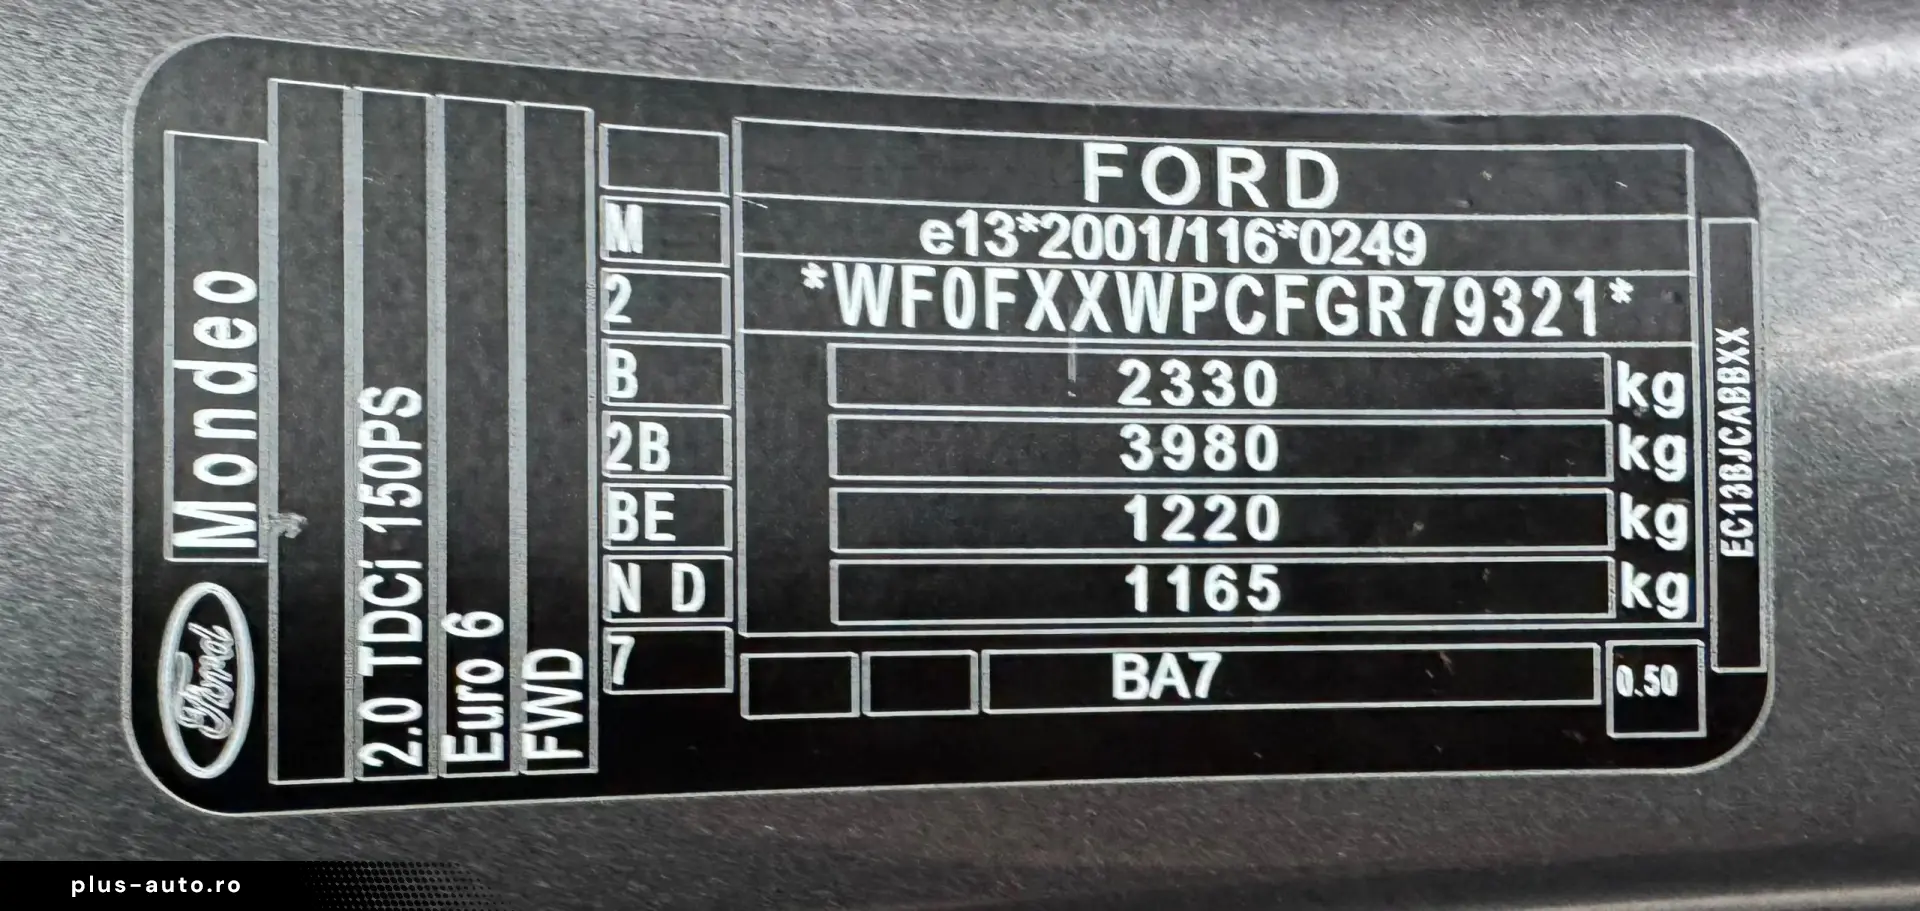 Ford
Mondeo
2.0 TDCi 150PS
Euro 6
FWD
M
2
B
2B
BE
N D
7
FORD
e13*2001/116*0249
*WF0FXXWPCFGR79321*
2330 kg
3980 kg
1220 kg
1165 kg
BA7
0.50
EC13BJCABBXX
plus-auto.ro